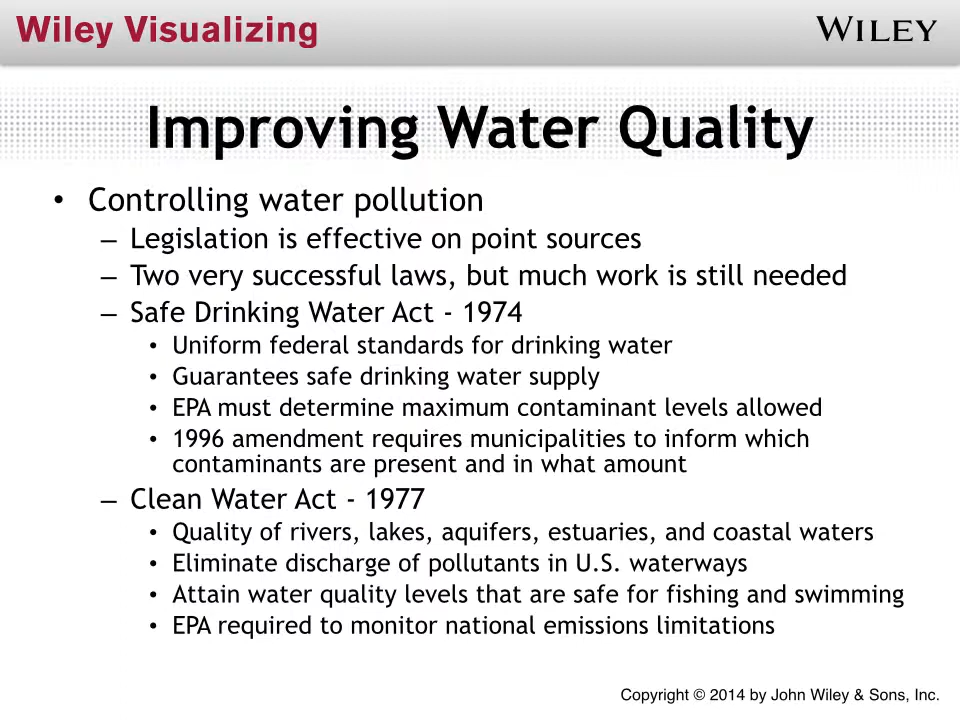 Wiley Visualizing
WILEY
Improving Water Quality
• Controlling water pollution
– Legislation is effective on point sources
– Two very successful laws, but much work is still needed
– Safe Drinking Water Act - 1974
• Uniform federal standards for drinking water
• Guarantees safe drinking water supply
• EPA must determine maximum contaminant levels allowed
• 1996 amendment requires municipalities to inform which
contaminants are present and in what amount
– Clean Water Act - 1977
• Quality of rivers, lakes, aquifers, estuaries, and coastal waters
• Eliminate discharge of pollutants in U.S. waterways
• Attain water quality levels that are safe for fishing and swimming
• EPA required to monitor national emissions limitations
Copyright © 2014 by John Wiley & Sons, Inc.